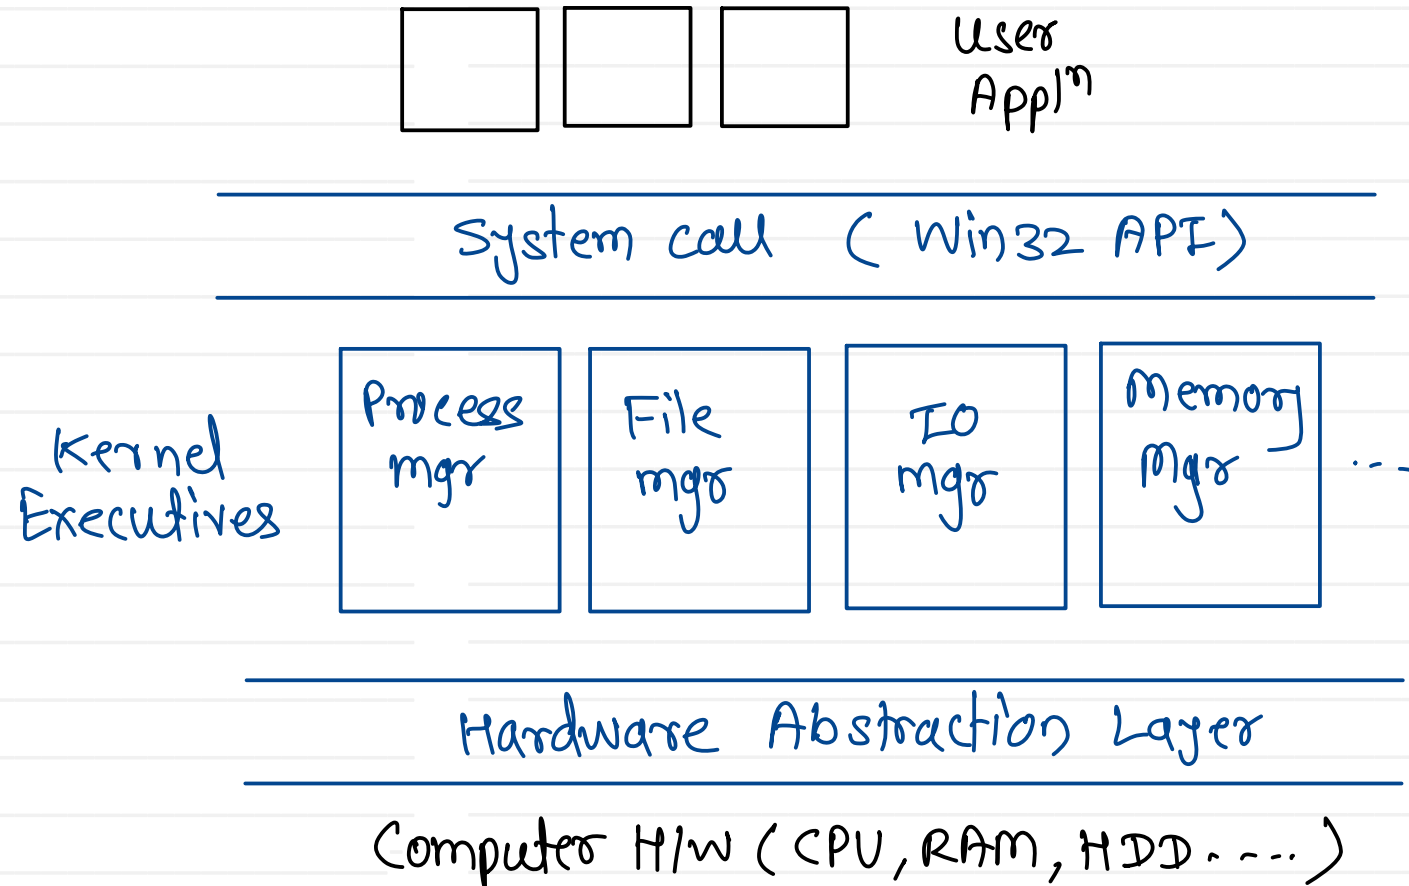 User
Applⁿ
System call ( Win32 API)
Kernel
Executives
Process
mgr
File
mgr
IO
mgr
Memory
Mgr
...
Hardware Abstraction Layer
Computer H/W ( CPU, RAM, HDD.....)